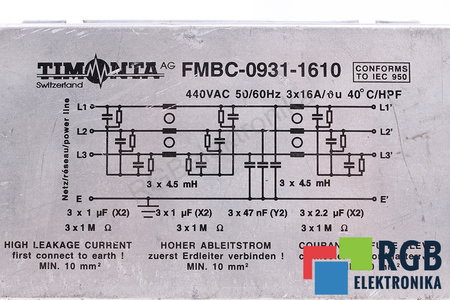 TIMONTA AG
Switzerland
FMBC-0931-1610
CONFORMS
TO IEC 950
440VAC 50/60Hz 3x16A/ϑu 40°C/HPF
Netz/réseau/power line
L1 L1'
L2 L2'
L3 L3'
3 x 4.5 mH 3 x 4.5 mH
E E'
3 x 1 µF (X2) 3 x 1 µF (X2) 3 x 47 nF (Y2) 3 x 2.2 µF (X2)
3 x 1 M Ω 3 x 1 M Ω 3 x 1 M Ω
HIGH LEAKAGE CURRENT
first connect to earth !
MIN. 10 mm²
HOHER ABLEITSTROM
zuerst Erdleiter verbinden !
MIN. 10 mm²
RGB
ELEKTRONIKA